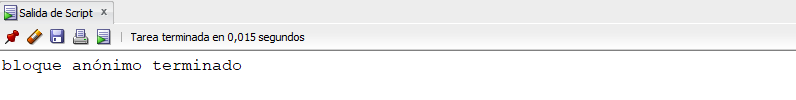 Salida de Script x
Tarea terminada en 0,015 segundos
bloque anónimo terminado